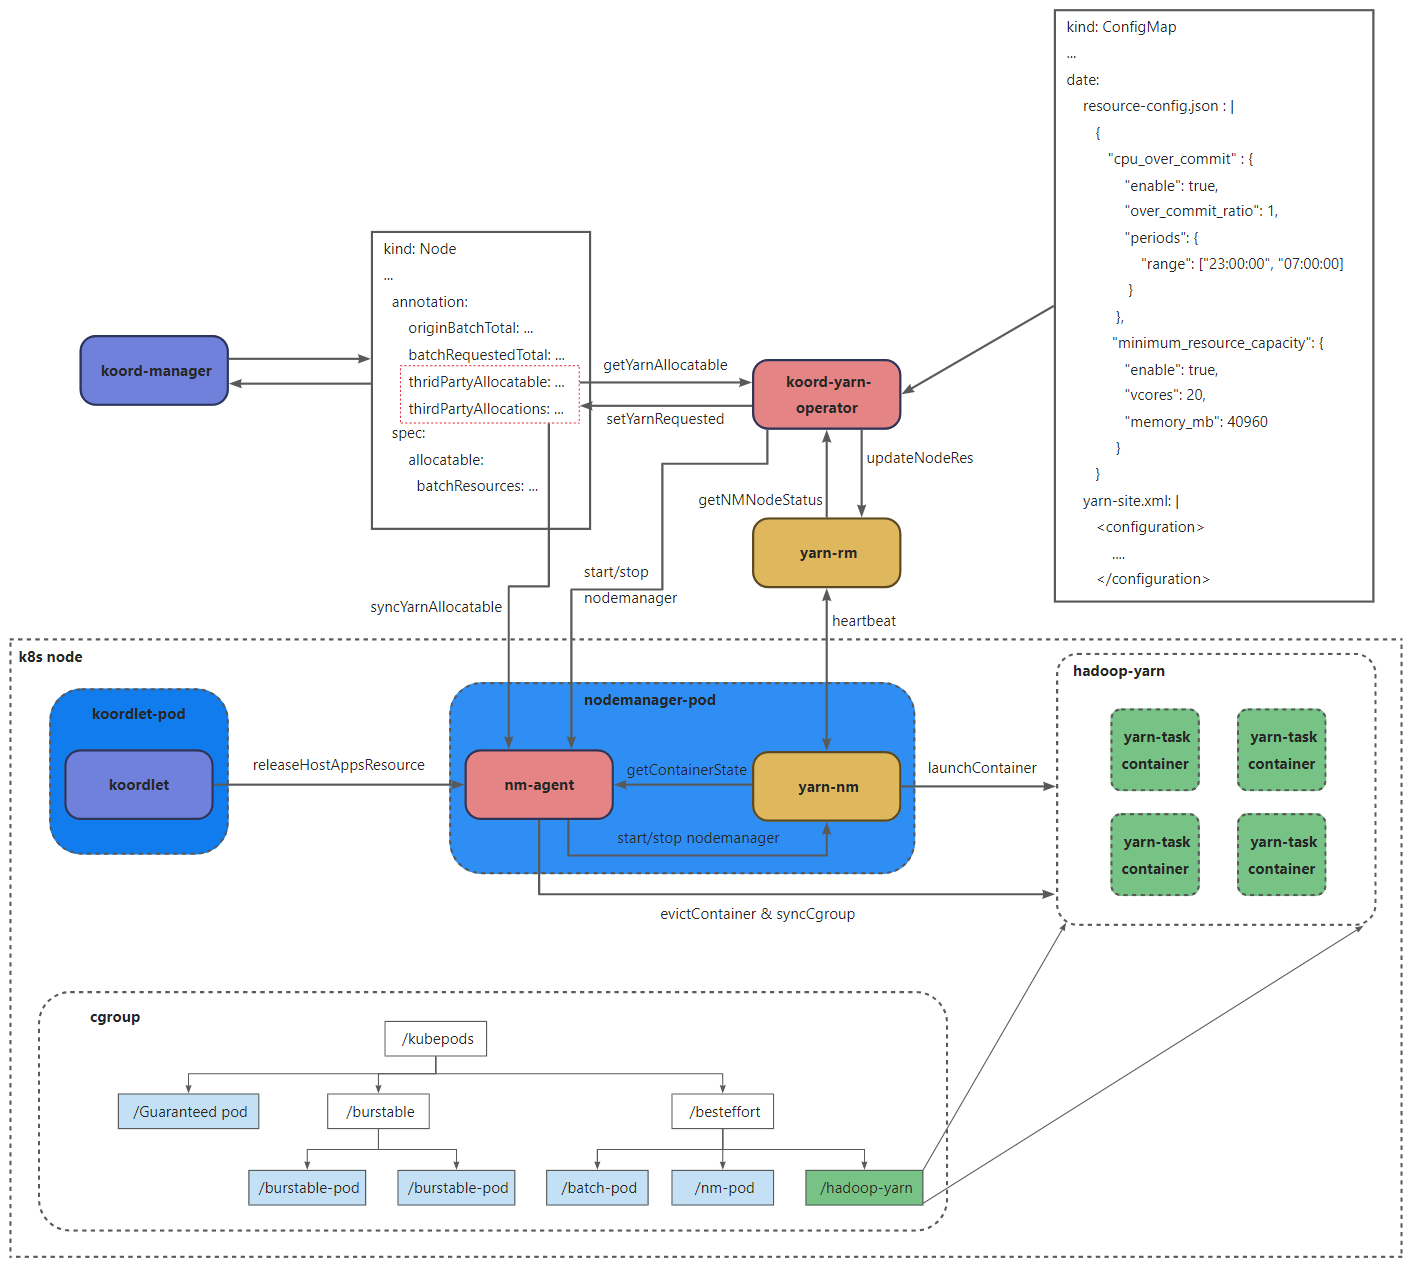 kind: ConfigMap
...
date:
resource-config.json : |
{
"cpu_over_commit" : {
"enable": true,
"over_commit_ratio": 1,
"periods": {
"range": ["23:00:00", "07:00:00]
}
},
"minimum_resource_capacity": {
"enable": true,
"vcores": 20,
"memory_mb": 40960
}
}
yarn-site.xml: |
<configuration>
....
</configuration>
kind: Node
...
annotation:
originBatchTotal: ...
batchRequestedTotal: ...
thridPartyAllocatable: ...
thirdPartyAllocations: ...
spec:
allocatable:
batchResources: ...
koord-manager
getYarnAllocatable
setYarnRequested
koord-yarn-
operator
updateNodeRes
getNMNodeStatus
yarn-rm
start/stop
nodemanager
syncYarnAllocatable
heartbeat
k8s node
koordlet-pod
koordlet
releaseHostAppsResource
nodemanager-pod
nm-agent
getContainerState
yarn-nm
start/stop nodemanager
launchContainer
evictContainer & syncCgroup
hadoop-yarn
yarn-task
container
yarn-task
container
yarn-task
container
yarn-task
container
cgroup
/kubepods
/Guaranteed pod
/burstable
/besteffort
/burstable-pod
/burstable-pod
/batch-pod
/nm-pod
/hadoop-yarn